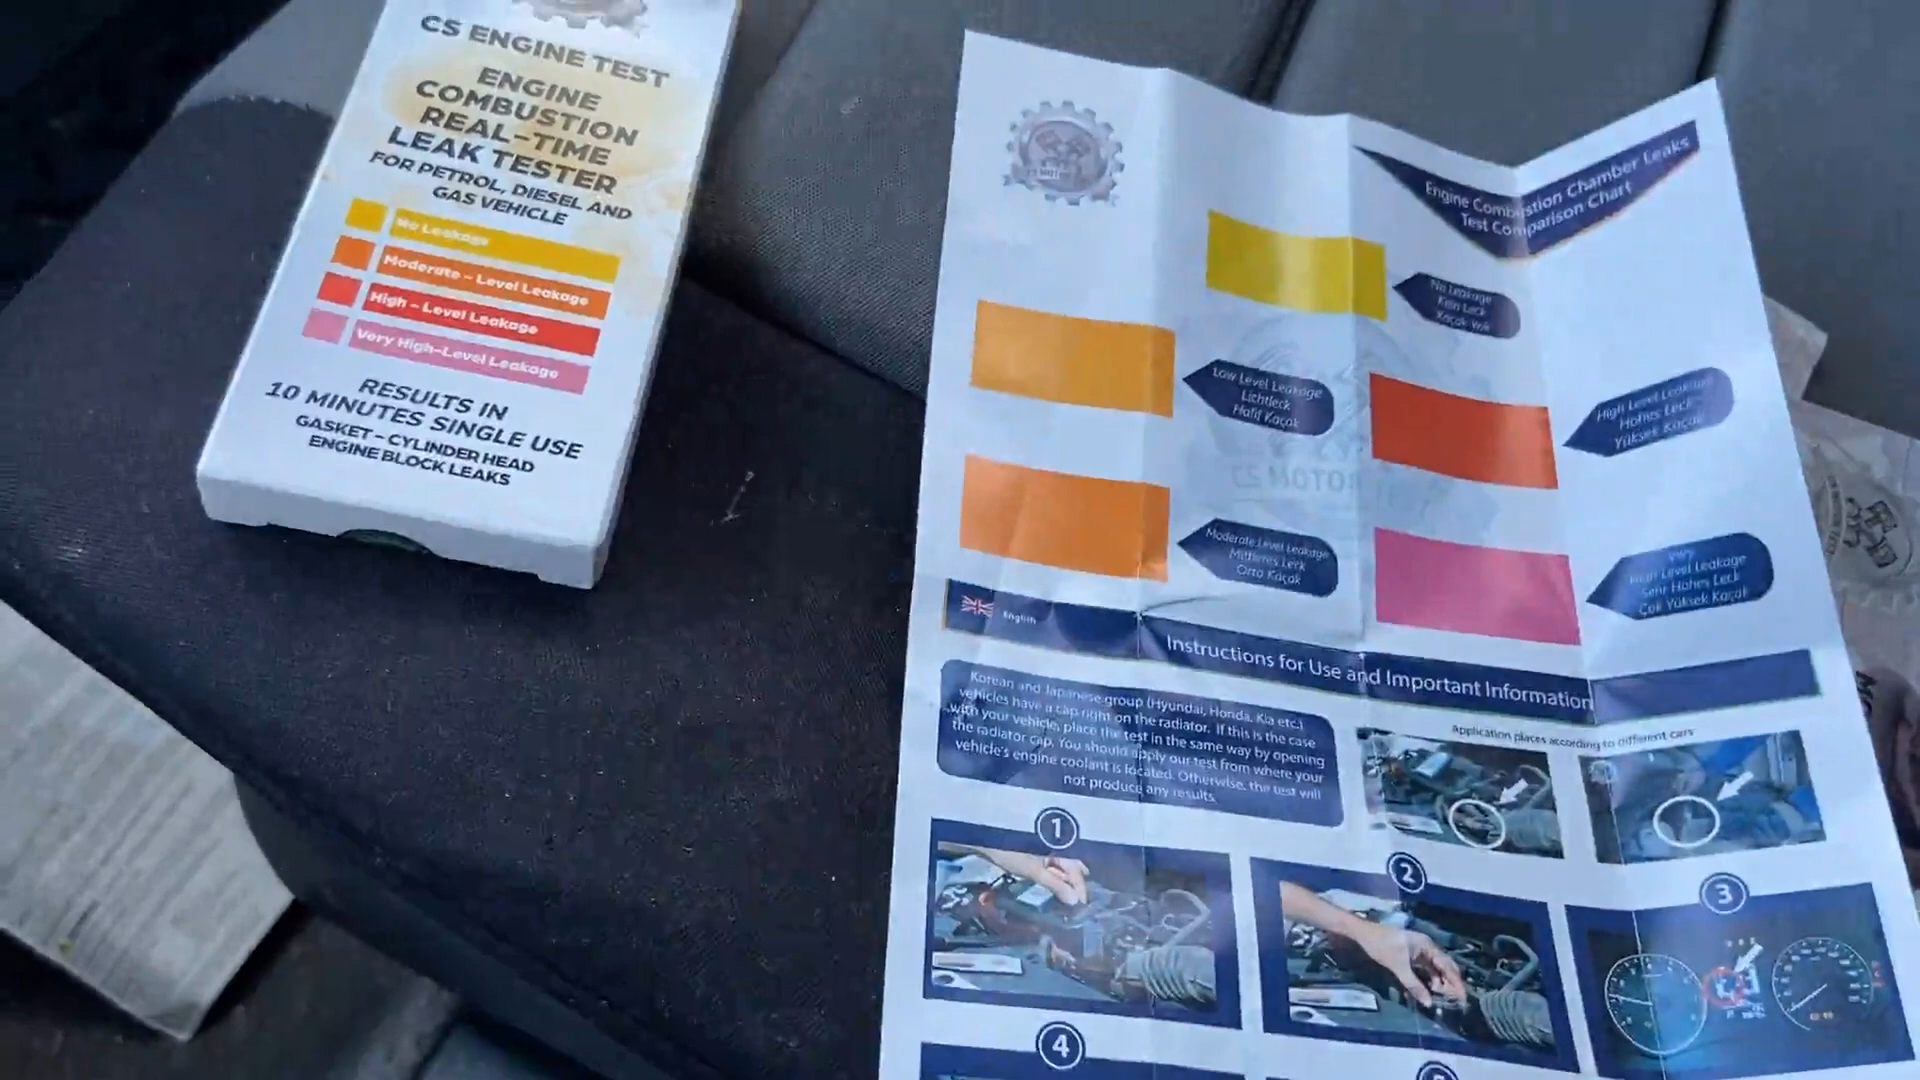 CS ENGINE TEST
ENGINE
COMBUSTION
REAL-TIME
LEAK TESTER
FOR PETROL, DIESEL AND
GAS VEHICLE
No Leakage
Moderate - Level Leakage
High - Level Leakage
Very High-Level Leakage
RESULTS IN
10 MINUTES SINGLE USE
GASKET - CYLINDER HEAD
ENGINE BLOCK LEAKS
Engine Combustion Chamber Leaks
Test Comparison Chart
No Leakage
Kein Leck
Kaçak Yok
Low Level Leakage
Lichtleck
Hafif Kaçak
High Level Leakage
Hohes Leck
Yüksek Kaçak
Moderate Level Leakage
Mittleres Leck
Orta Kaçak
Very
High Level Leakage
Sehr Hohes Leck
Çok Yüksek Kaçak
English
Instructions for Use and Important Information
Korean and Japanese group (Hyundai, Honda, Kia etc.)
vehicles have a cap right on the radiator. If this is the case
with your vehicle, place the test in the same way by opening
the radiator cap. You should apply our test from where your
vehicle's engine coolant is located. Otherwise, the test will
not produce any results.
Application places according to different cars
1
2
3
4